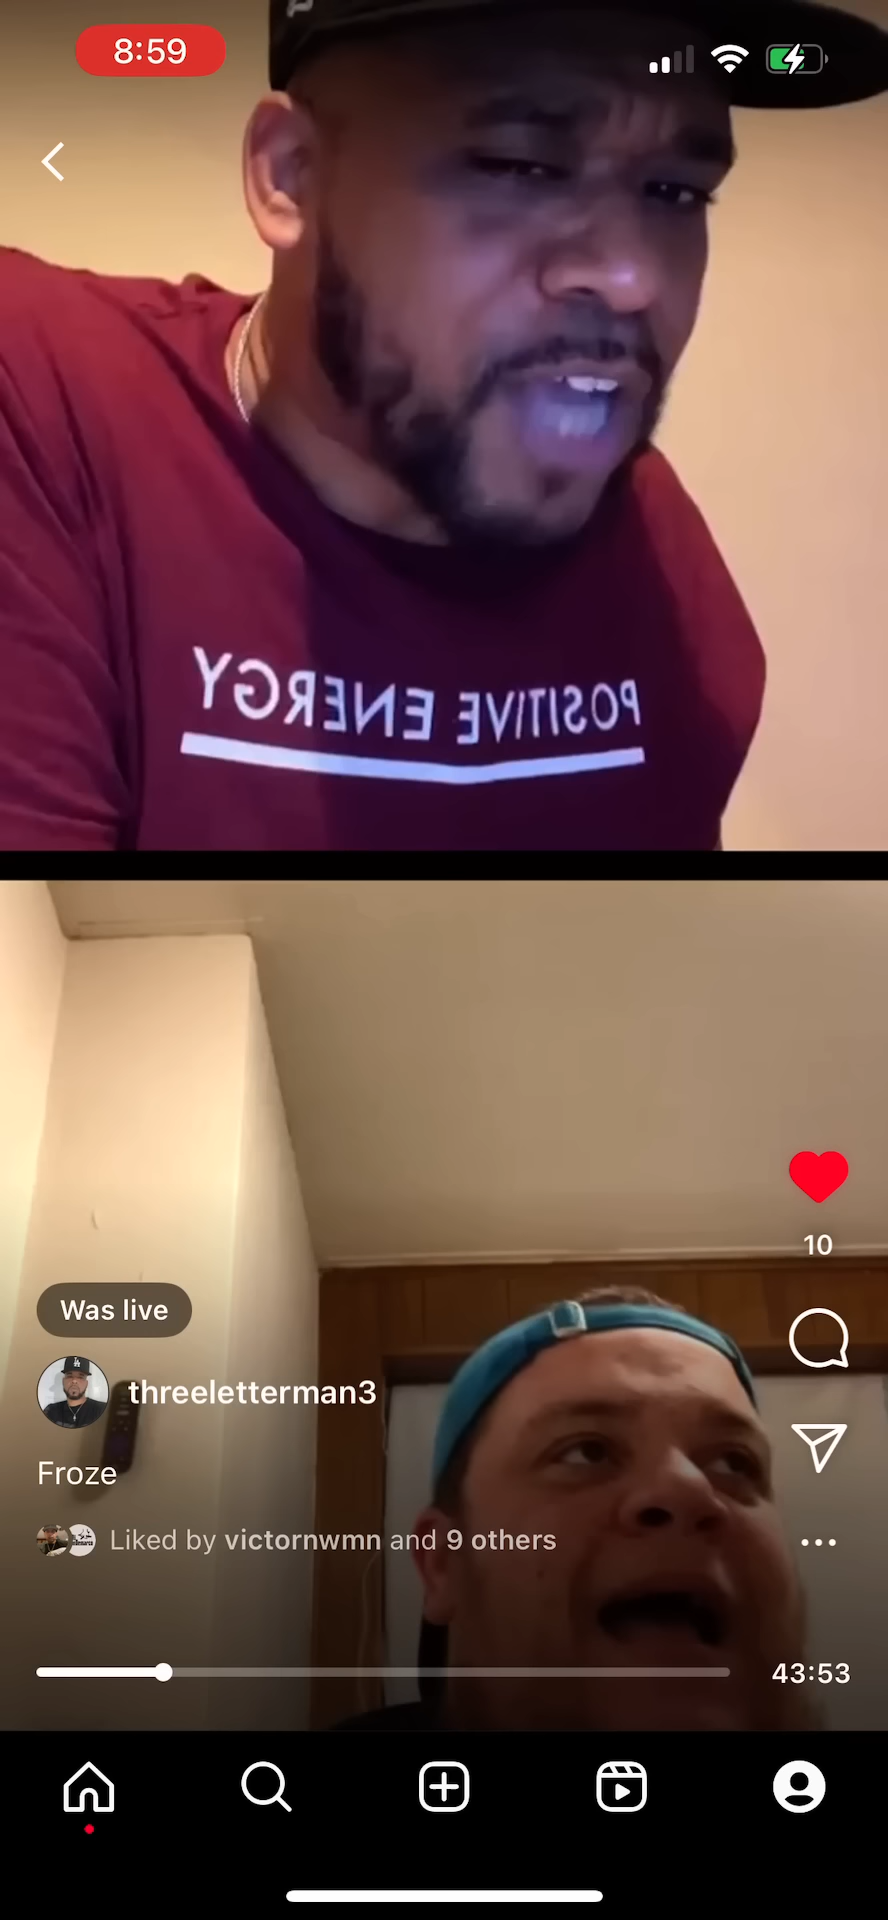 8:59
POSITIVE ENERGY
Was live
threeletterman3
Froze
Liked by victornwmn and 9 others
10
43:53